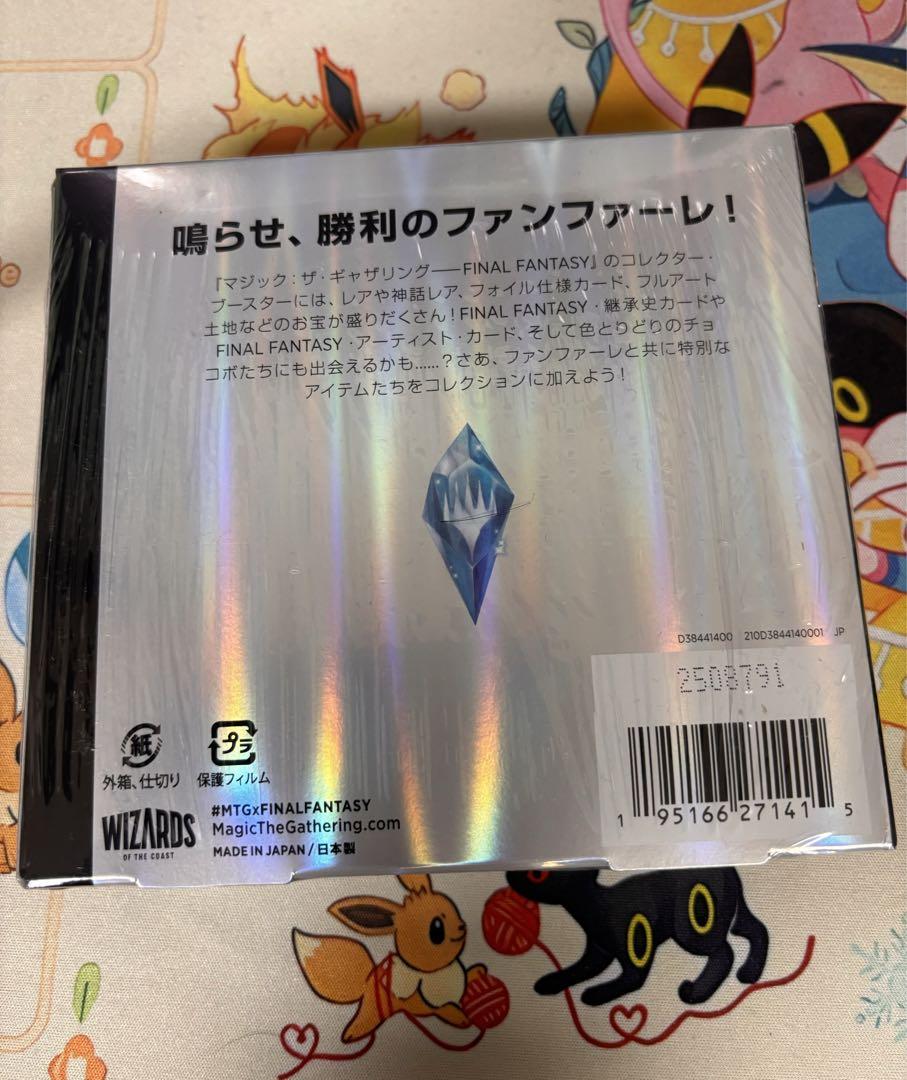 鳴らせ、勝利のファンファーレ!
『マジック:ザ・ギャザリング——FINAL FANTASY』のコレクター・
ブースターには、レアや神話レア、フォイル仕様カード、フルアート
土地などのお宝が盛りだくさん!FINAL FANTASY・継承史カードや
FINAL FANTASY・アーティスト・カード、そして色とりどりのチョ
コボたちにも出会えるかも......?さあ、ファンファーレと共に特別な
アイテムたちをコレクションに加えよう!
D38441400 210D3844140001 JP
2508791
1 95166 27141 5
紙
外箱、仕切り
プラ
保護フィルム
WIZARDS
OF THE COAST
#MTGxFINALFANTASY
MagicTheGathering.com
MADE IN JAPAN / 日本製